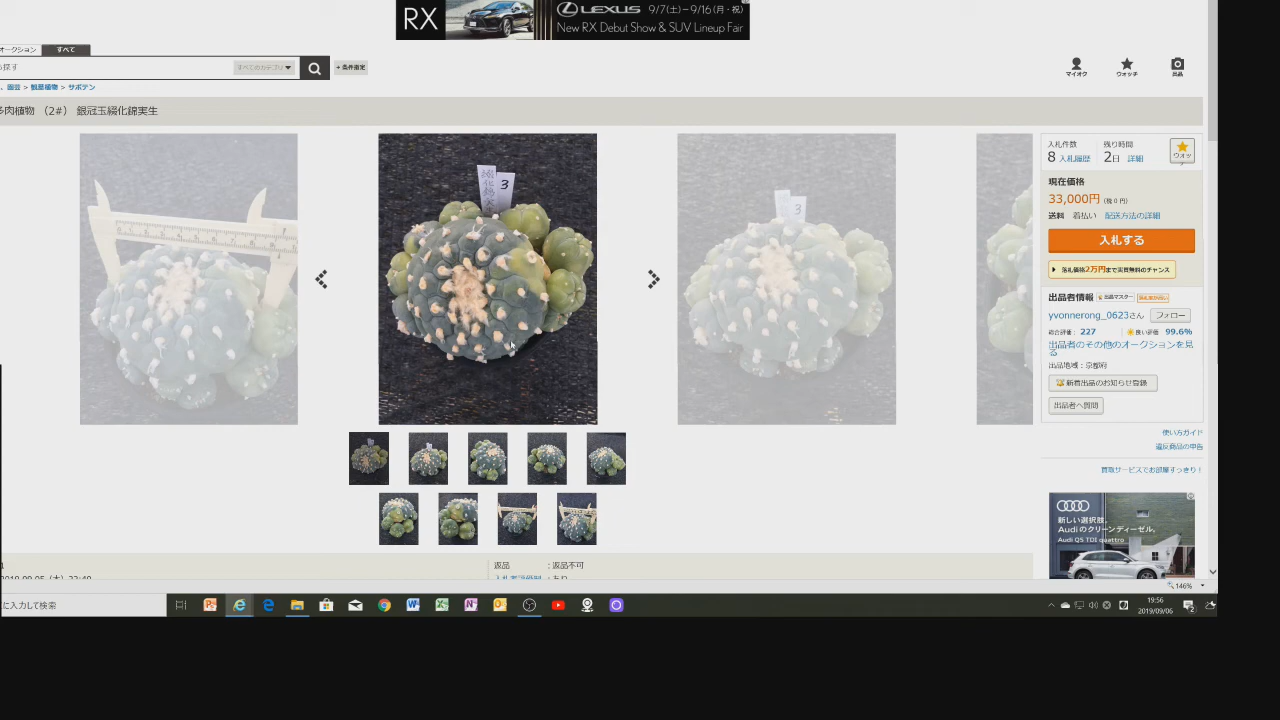 RX
LEXUS 9/7(土)−9/16(月・祝)
New RX Debut Show & SUV Lineup Fair
オークション すべて
探す すべてのカテゴリ +条件指定
マイオク ウォッチ 出品
、園芸 > 観葉植物 > サボテン
多肉植物 (2#) 銀冠玉綴化錦実生
3
3
入札件数 残り時間
8 入札履歴 2日 詳細
ウォッ
現在価格
33,000円 (税 0 円)
送料 着払い 配送方法の詳細
入札する
落札価格2万円まで実質無料のチャンス
出品者情報
yvonnerong_0623さん フォロー
総合評価: 227 良い評価 99.6%
出品者のその他のオークションを見る
出品地域:京都府
新着出品のお知らせ登録
出品者へ質問
使い方ガイド
違反商品の申告
買取サービスでお部屋すっきり!
Audi
新しい選択肢。
Audiのクリーンディーゼル。
Audi Q5 TDI quattro
返品 :返品不可
146%
に入力して検索
19:56
2019/09/06